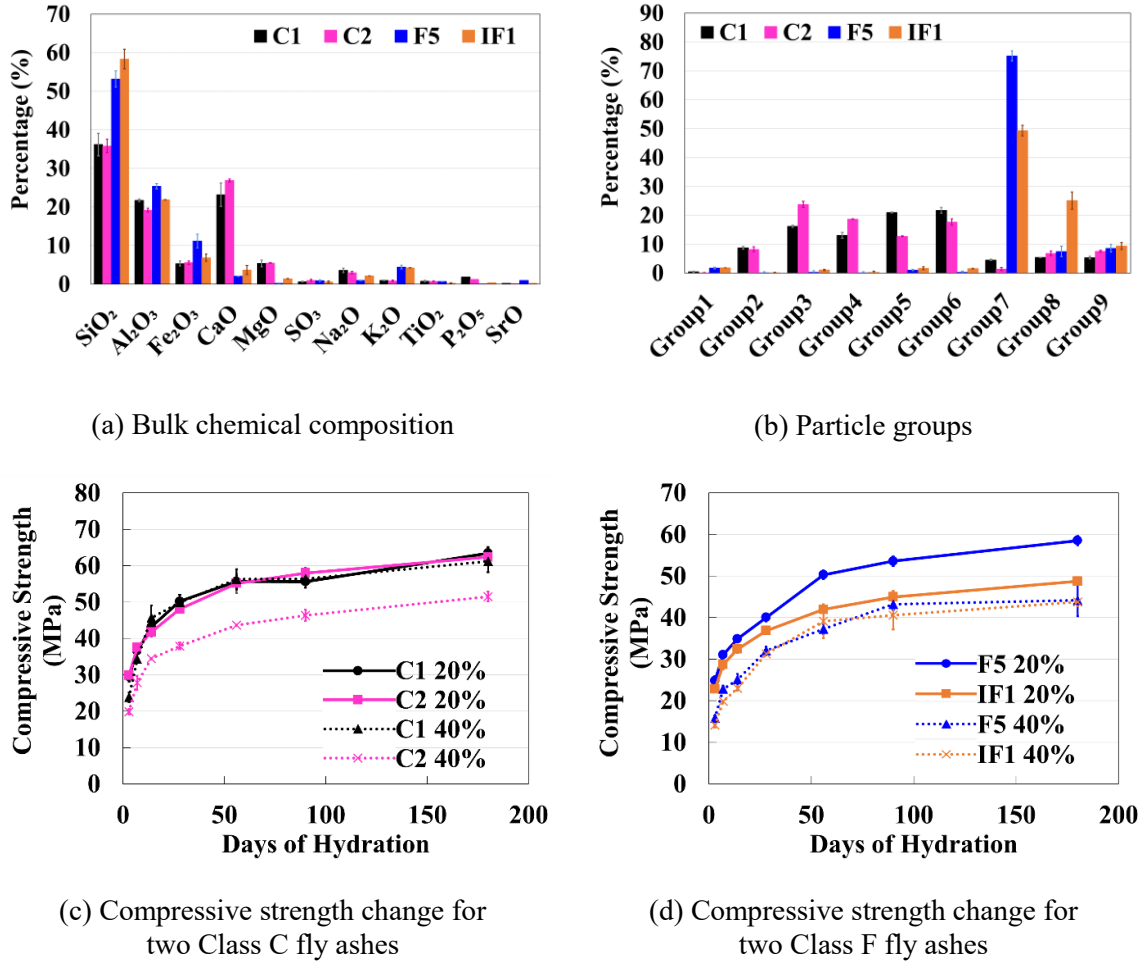 Percentage (%)
70
60
50
40
30
20
10
0
C1 C2 F5 IF1
SiO₂ Al₂O₃ Fe₂O₃ CaO MgO SO₃ Na₂O K₂O TiO₂ P₂O₅ SrO
(a) Bulk chemical composition
Percentage (%)
90
80
70
60
50
40
30
20
10
0
C1 C2 F5 IF1
Group1 Group2 Group3 Group4 Group5 Group6 Group7 Group8 Group9
(b) Particle groups
Compressive Strength
(MPa)
80
70
60
50
40
30
20
10
0
C1 20%
C2 20%
C1 40%
C2 40%
0 50 100 150 200
Days of Hydration
(c) Compressive strength change for
two Class C fly ashes
Compressive Strength
(MPa)
70
60
50
40
30
20
10
0
F5 20%
IF1 20%
F5 40%
IF1 40%
0 50 100 150 200
Days of Hydration
(d) Compressive strength change for
two Class F fly ashes